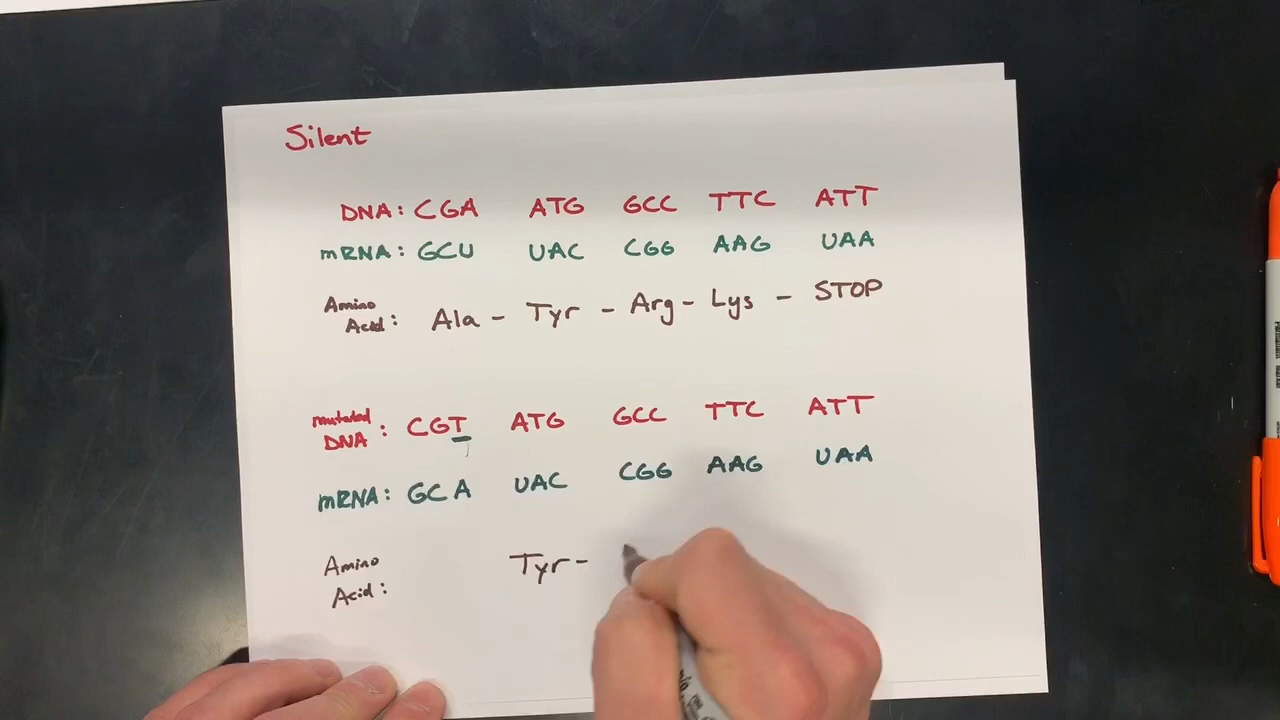 Silent
DNA: CGA ATG GCC TTC ATT
mRNA: GCU UAC CGG AAG UAA
Amino
Acid: Ala - Tyr - Arg - Lys - STOP
mutated
DNA : CGT ATG GCC TTC ATT
mRNA: GCA UAC CGG AAG UAA
Amino Tyr -
Acid: